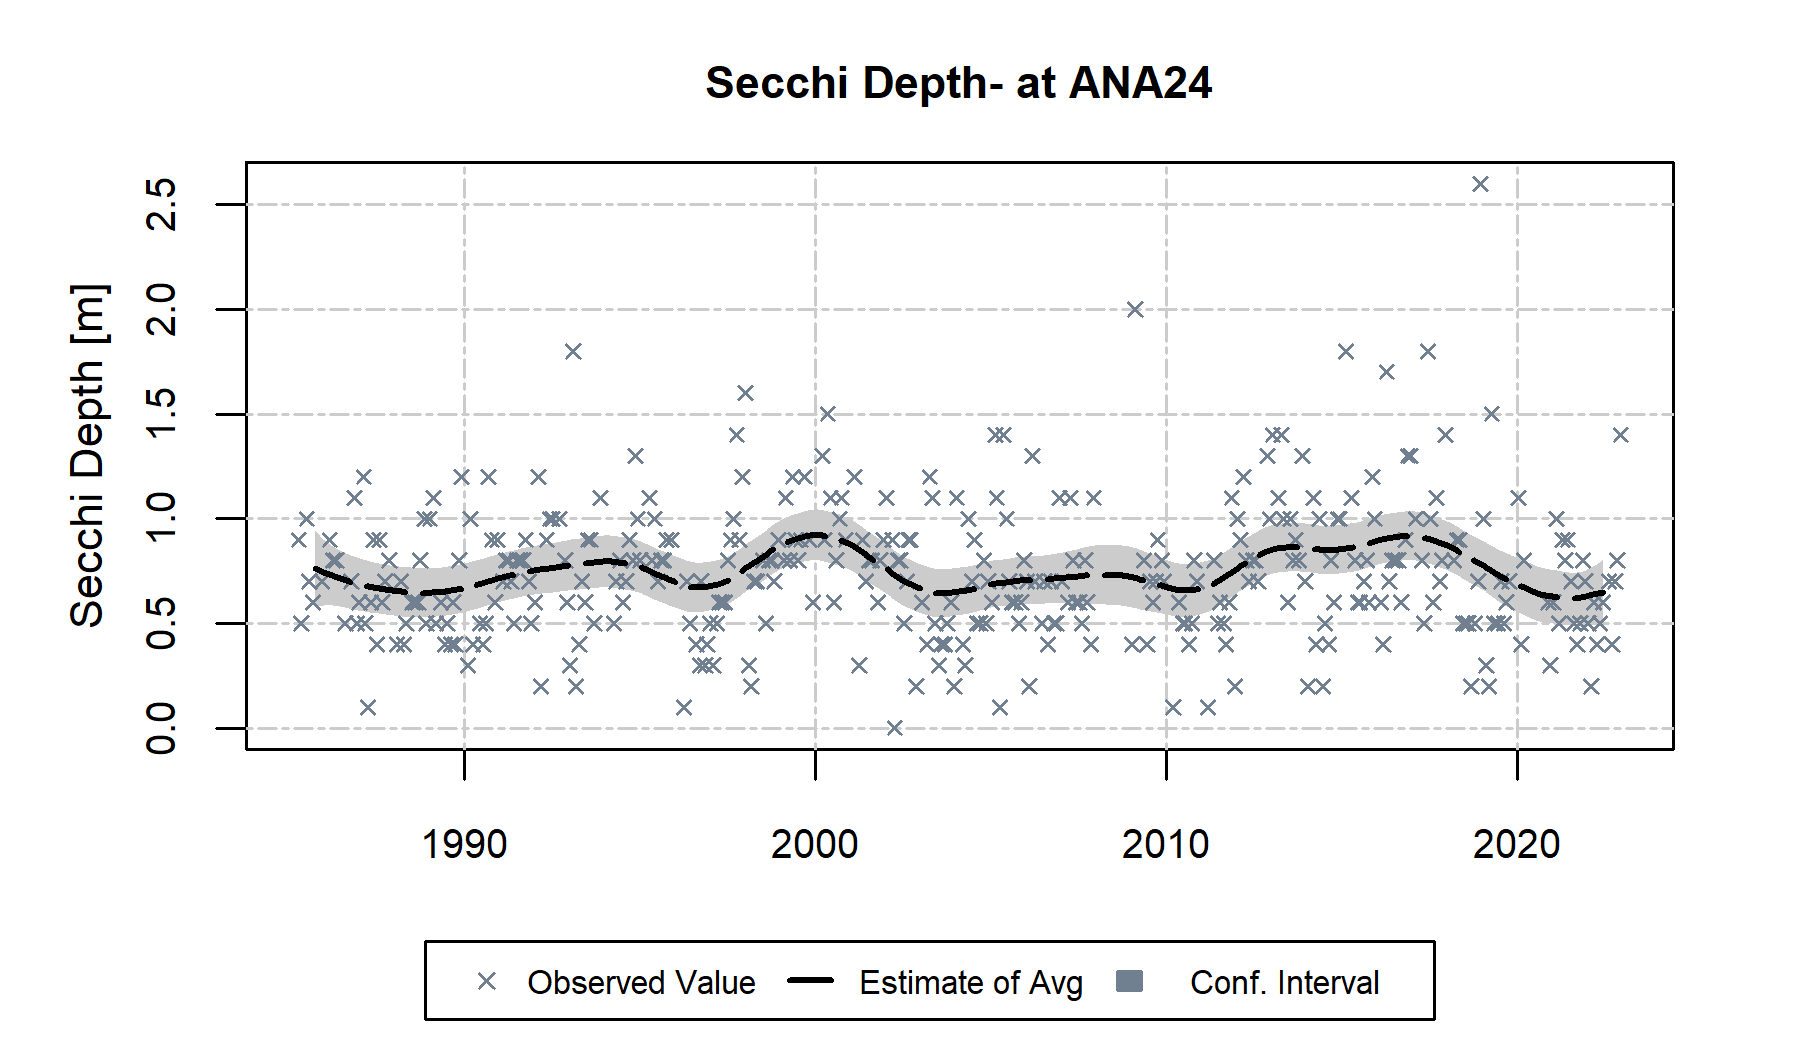 Secchi Depth- at ANA24
Secchi Depth [m]
2.5
2.0
1.5
1.0
0.5
0.0
1990 2000 2010 2020
Observed Value Estimate of Avg Conf. Interval